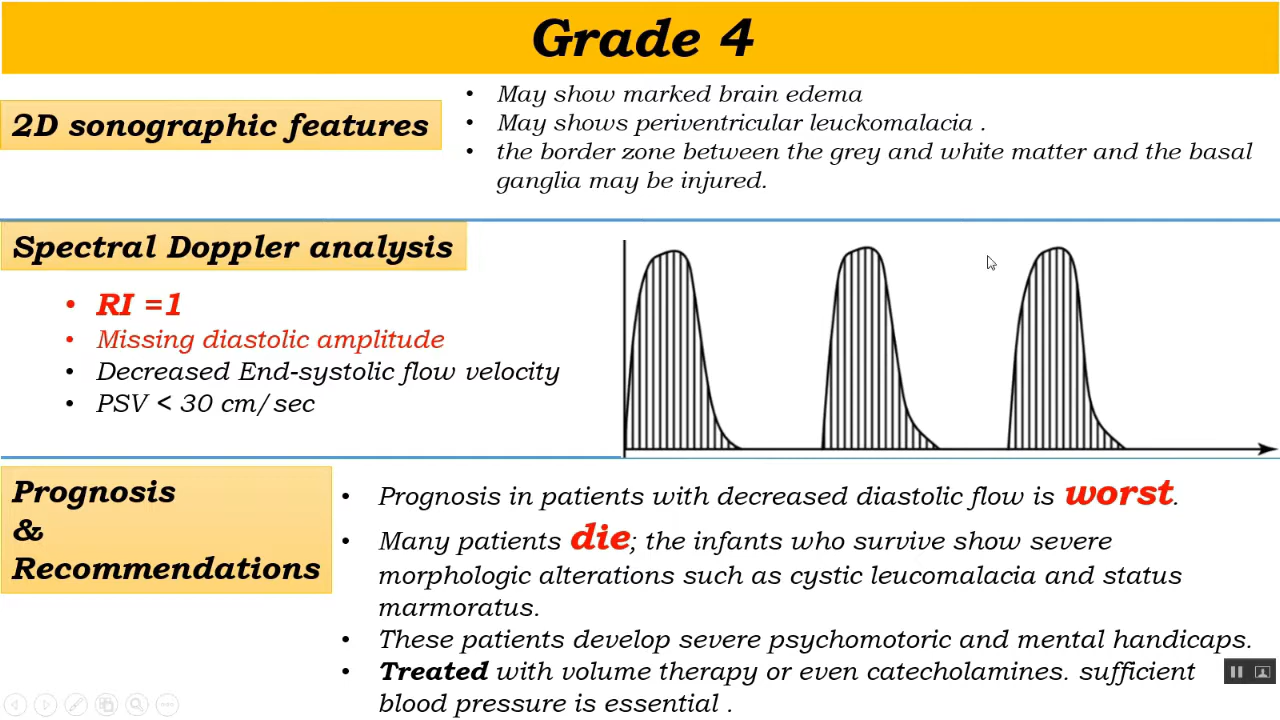 Grade 4
2D sonographic features
• May show marked brain edema
• May shows periventricular leuckomalacia .
• the border zone between the grey and white matter and the basal
ganglia may be injured.
Spectral Doppler analysis
• RI =1
• Missing diastolic amplitude
• Decreased End-systolic flow velocity
• PSV < 30 cm/sec
Prognosis
&
Recommendations
• Prognosis in patients with decreased diastolic flow is worst.
• Many patients die; the infants who survive show severe
morphologic alterations such as cystic leucomalacia and status
marmoratus.
• These patients develop severe psychomotoric and mental handicaps.
• Treated with volume therapy or even catecholamines. sufficient
blood pressure is essential .